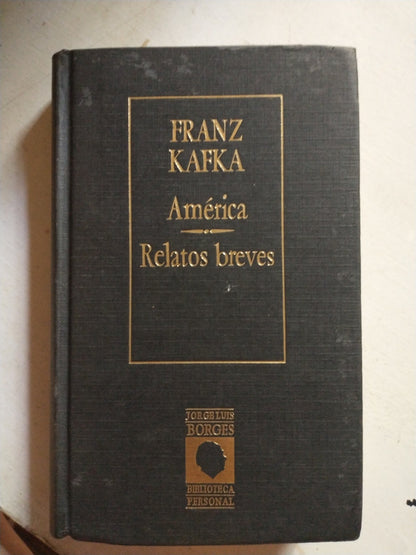 FRANZ
KAFKA
América
Relatos breves
JORGE LUIS
BORGES
BIBLIOTECA
PERSONAL